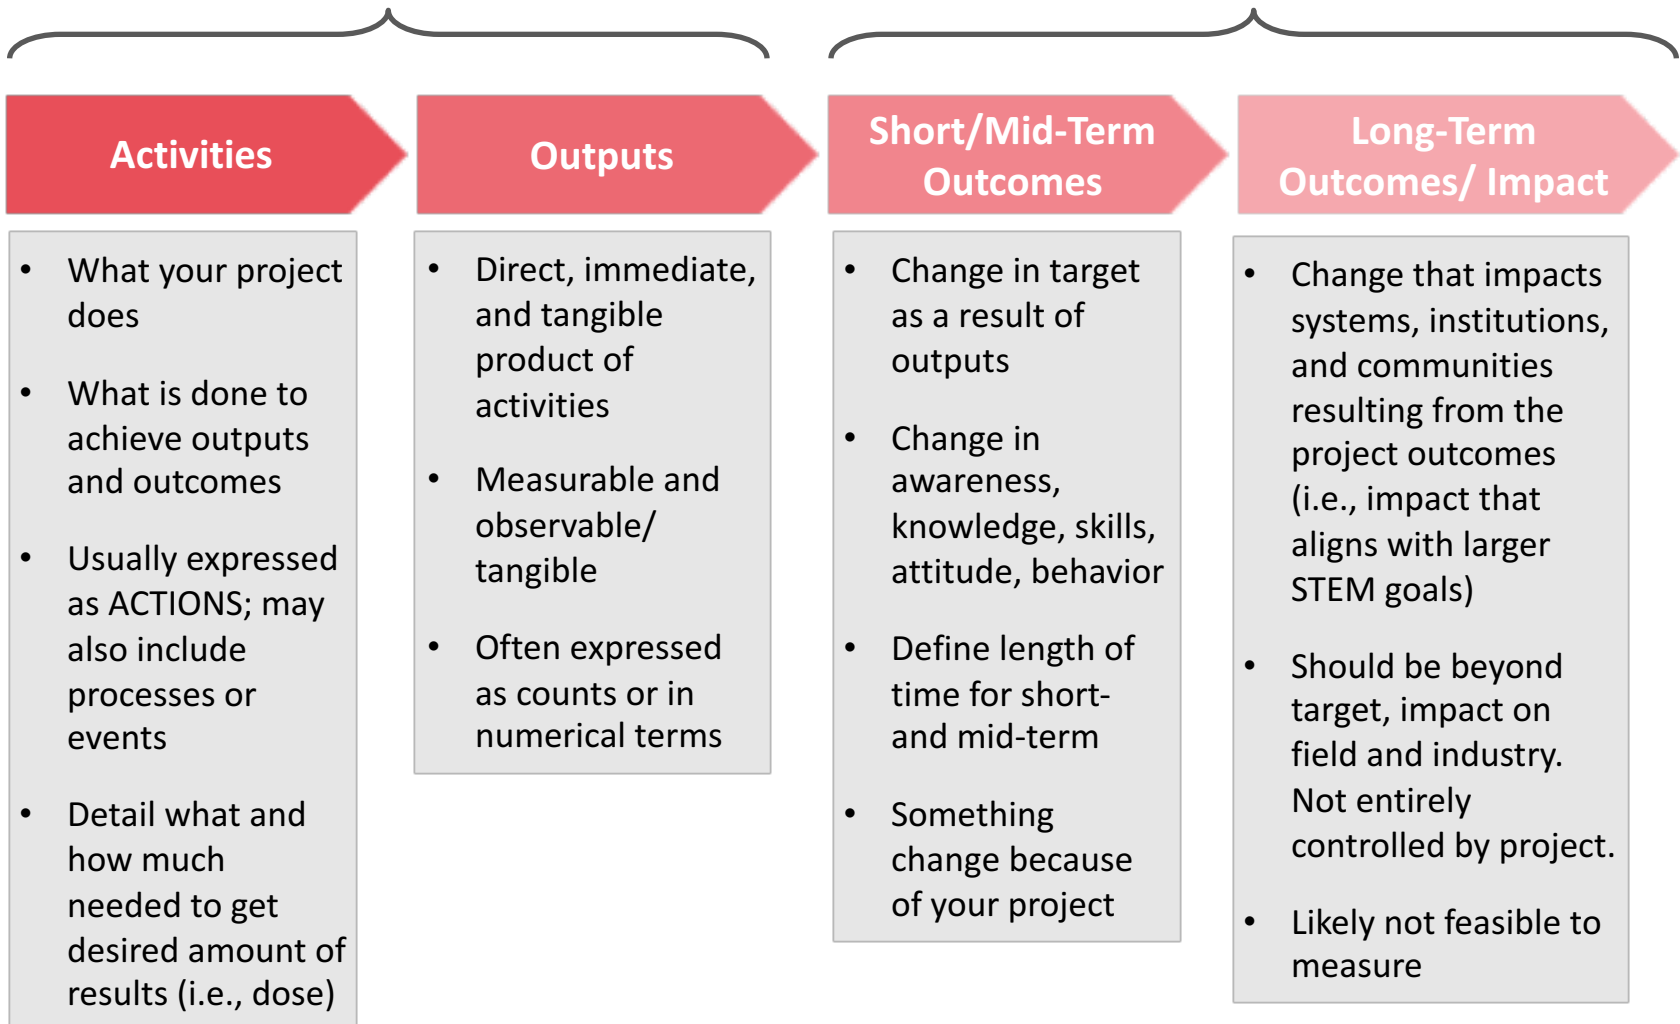 Activities
• What your project
does
• What is done to
achieve outputs
and outcomes
• Usually expressed
as ACTIONS; may
also include
processes or
events
• Detail what and
how much
needed to get
desired amount of
results (i.e., dose)
Outputs
• Direct, immediate,
and tangible
product of
activities
• Measurable and
observable/
tangible
• Often expressed
as counts or in
numerical terms
Short/Mid-Term
Outcomes
• Change in target
as a result of
outputs
• Change in
awareness,
knowledge, skills,
attitude, behavior
• Define length of
time for short-
and mid-term
• Something
change because
of your project
Long-Term
Outcomes/ Impact
• Change that impacts
systems, institutions,
and communities
resulting from the
project outcomes
(i.e., impact that
aligns with larger
STEM goals)
• Should be beyond
target, impact on
field and industry.
Not entirely
controlled by project.
• Likely not feasible to
measure